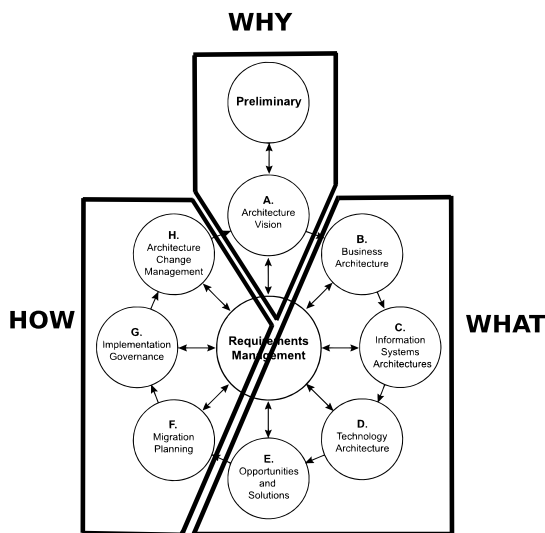 WHY
Preliminary
A.
Architecture
Vision
H.
Architecture
Change
Management
B.
Business
Architecture
HOW
G.
Implementation
Governance
Requirements
Management
C.
Information
Systems
Architectures
WHAT
F.
Migration
Planning
D.
Technology
Architecture
E.
Opportunities
and
Solutions